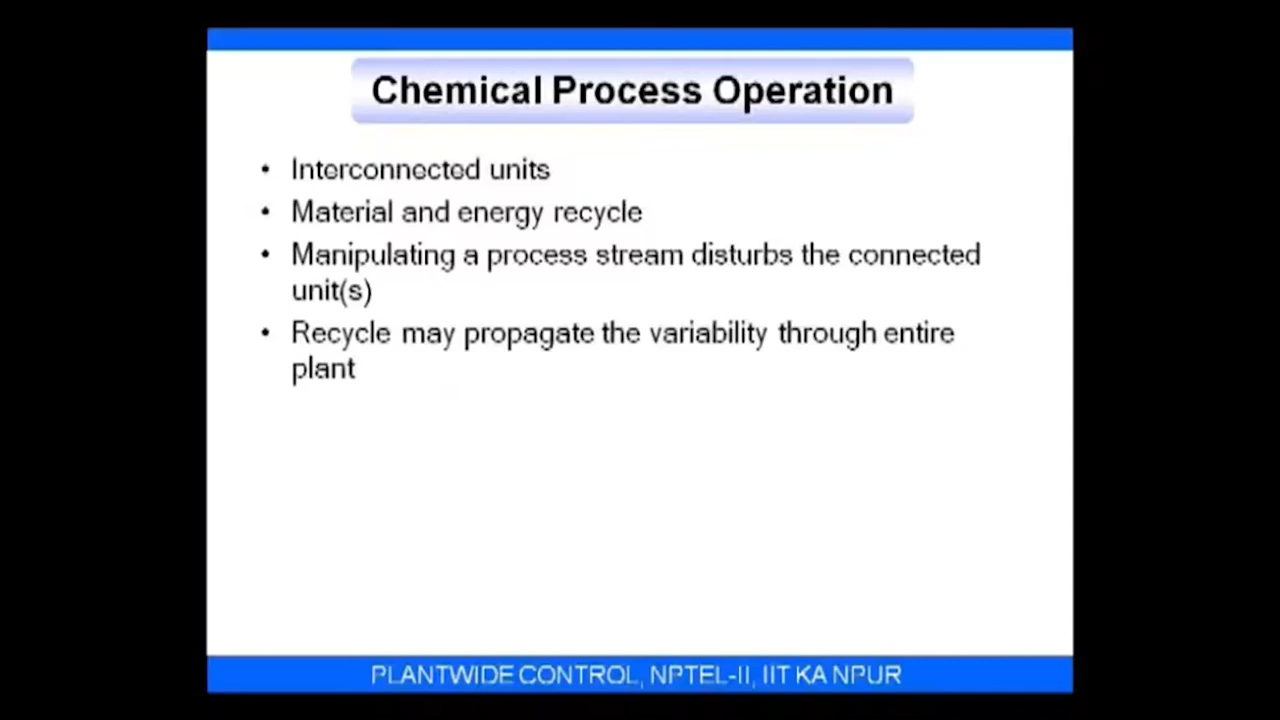 Chemical Process Operation
• Interconnected units
• Material and energy recycle
• Manipulating a process stream disturbs the connected
unit(s)
• Recycle may propagate the variability through entire
plant
PLANTWIDE CONTROL, NPTEL-II, IIT KANPUR